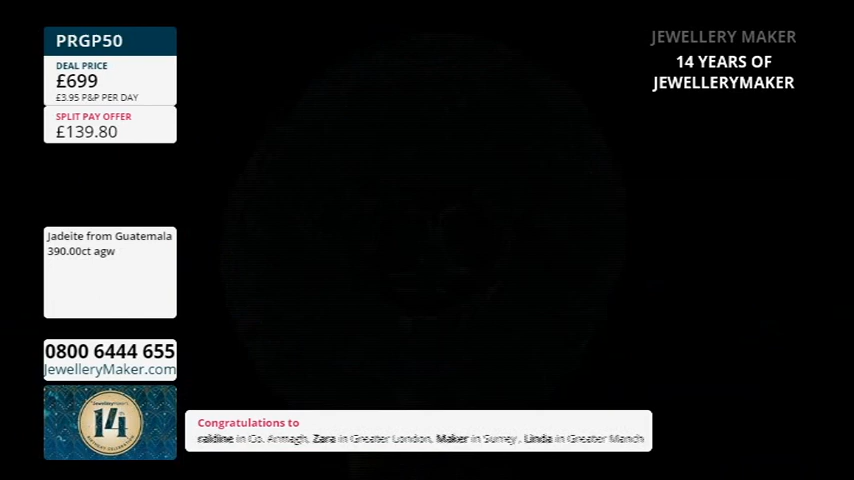 PRGP50
DEAL PRICE
£699
£3.95 P&P PER DAY
SPLIT PAY OFFER
£139.80
JEWELLERY MAKER
14 YEARS OF
JEWELLERYMAKER
Jadeite from Guatemala
390.00ct agw
0800 6444 655
JewelleryMaker.com
14
Congratulations to
raldine in Co. Armagh, Zara in Greater London, Maker in Surrey, Linda in Greater Manch